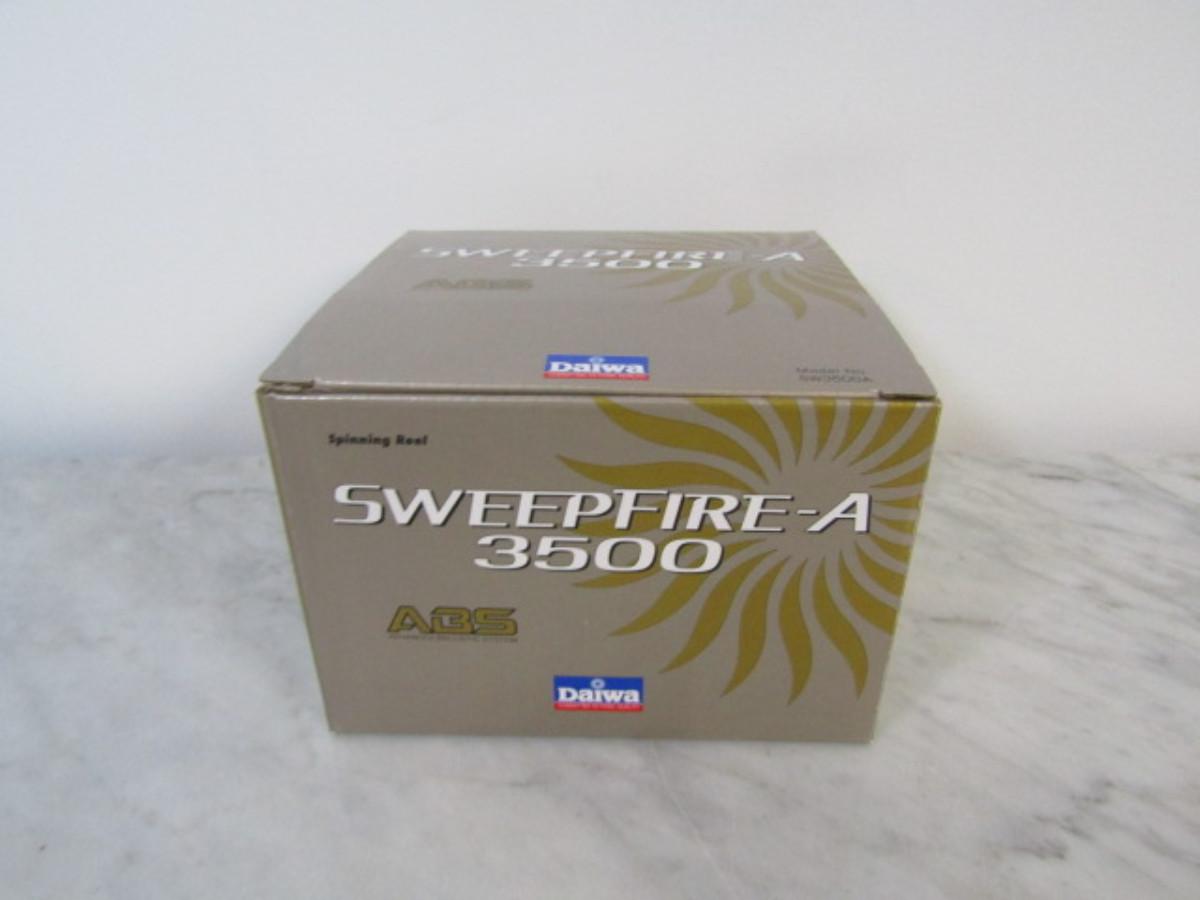 SWEEPFIRE-A
3500
ABS
Daiwa
Model No.
SW3500A
Spinning Reel
SWEEPFIRE-A
3500
ABS
Daiwa